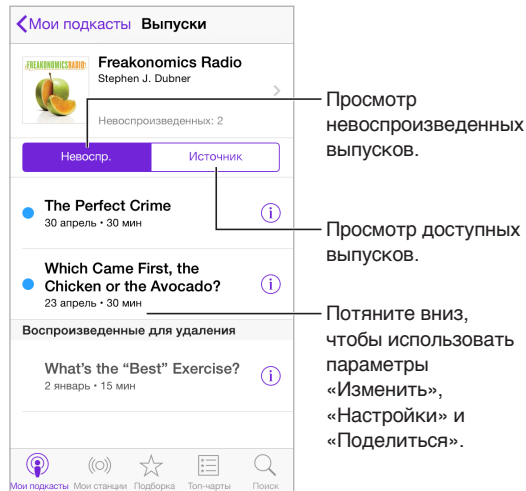 Мои подкасты Выпуски
FREAKONOMICS RADIO
Freakonomics Radio
Stephen J. Dubner
Невоспроизведенных: 2
Невоспр. Источник
The Perfect Crime
30 апрель • 30 мин
Which Came First, the
Chicken or the Avocado?
23 апрель • 30 мин
Воспроизведенные для удаления
What's the “Best” Exercise?
2 январь • 15 мин
Мои подкасты Мои станции Подборка Топ-чарты Поиск
Просмотр
невоспроизведенных
выпусков.
Просмотр доступных
выпусков.
Потяните вниз,
чтобы использовать
параметры
«Изменить»,
«Настройки» и
«Поделиться».